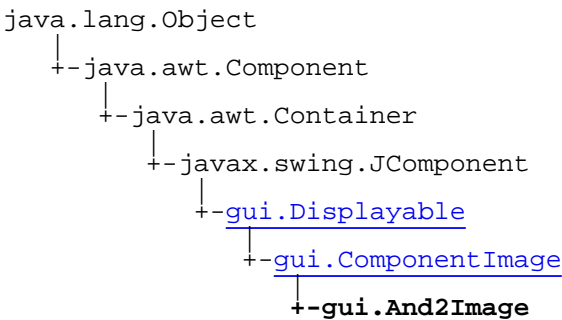 java.lang.Object
|
+-java.awt.Component
|
+-java.awt.Container
|
+-javax.swing.JComponent
|
+-gui.Displayable
|
+-gui.ComponentImage
|
+-gui.And2Image